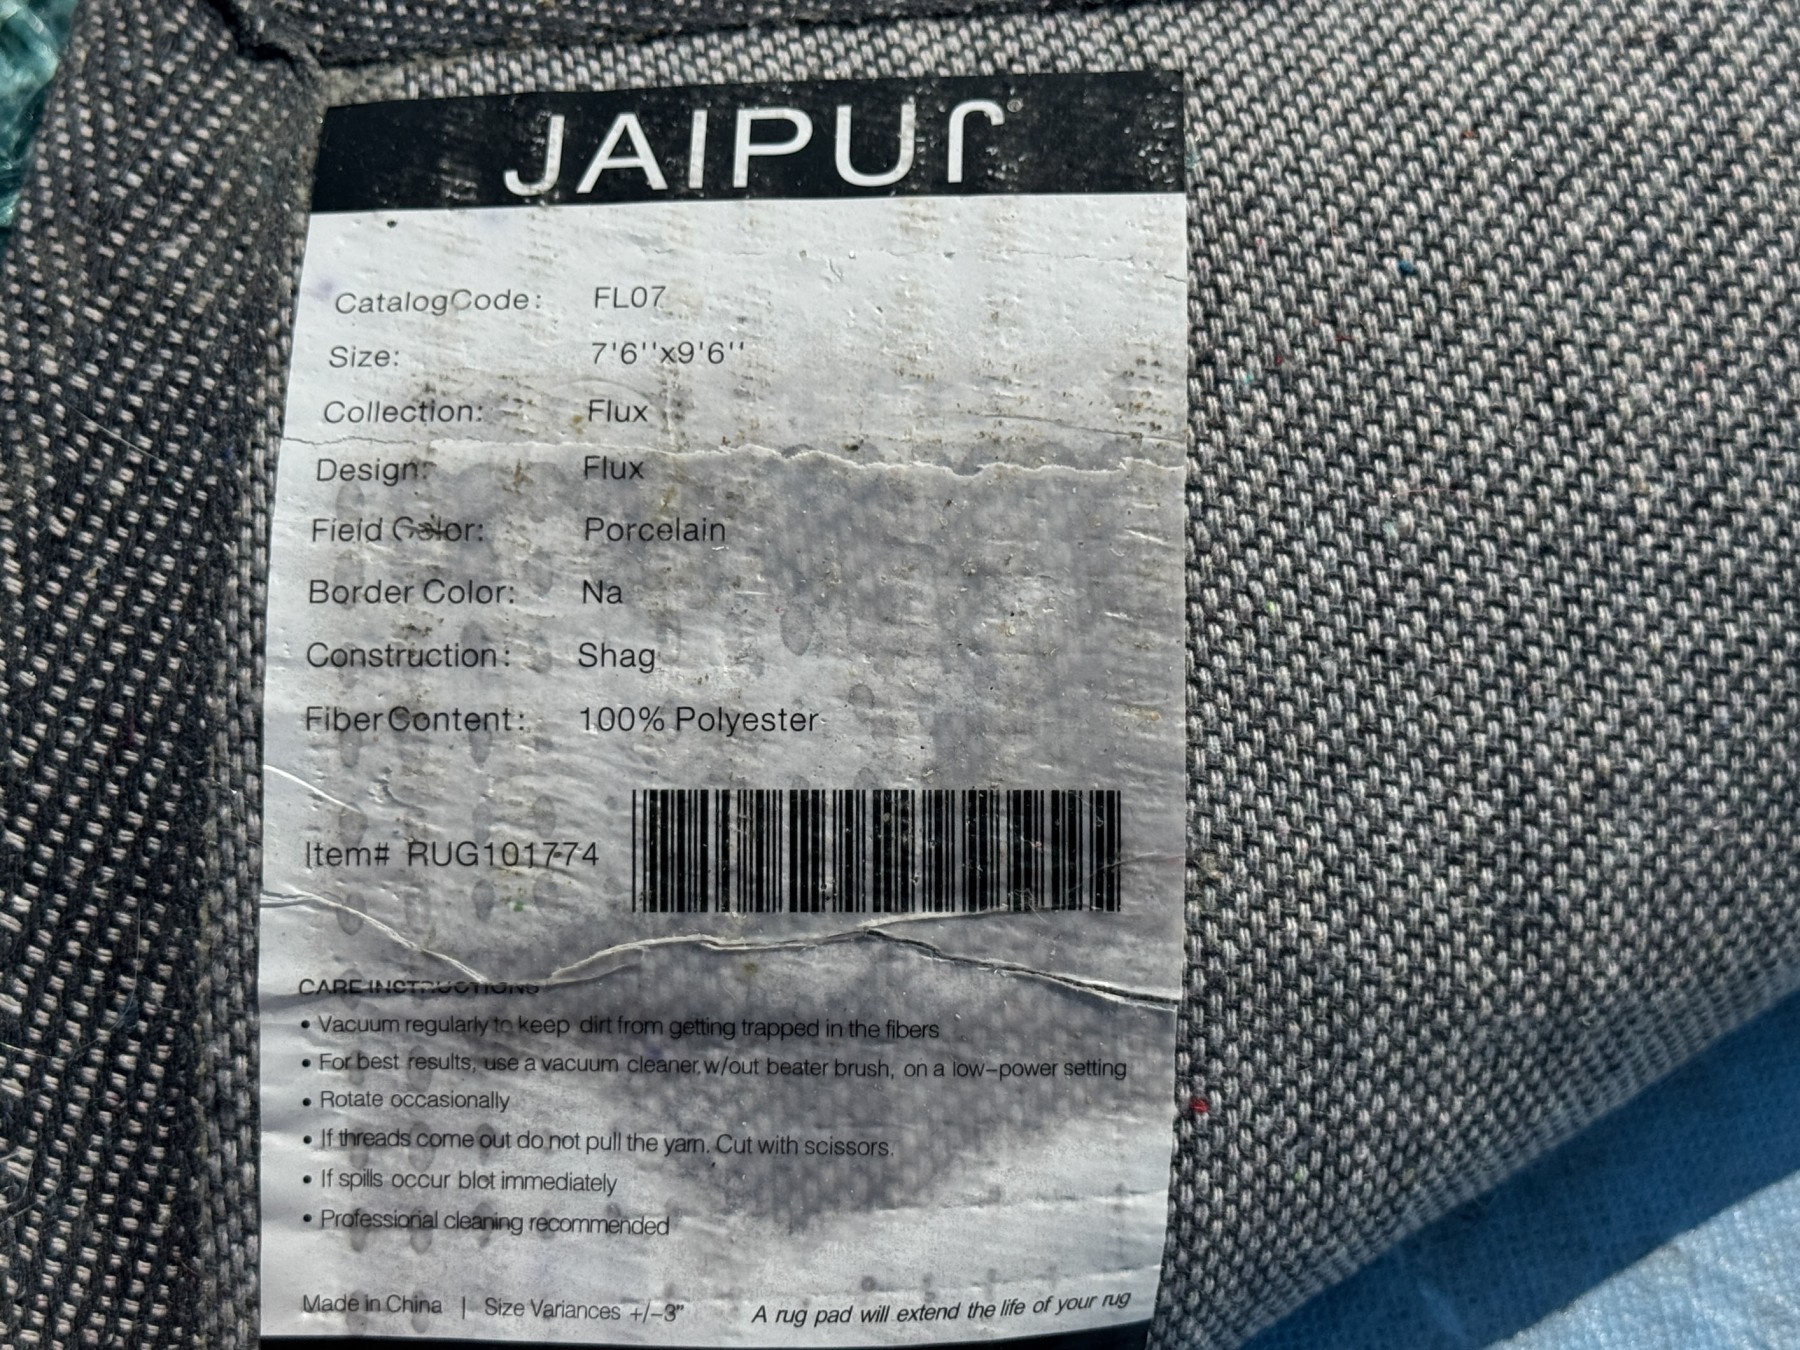 JAIPUr®
CatalogCode: FL07
Size: 7'6''x9'6''
Collection: Flux
Design: Flux
Field Color: Porcelain
Border Color: Na
Construction: Shag
FiberContent: 100% Polyester
Item# RUG101774
CARE INSTRUCTIONS
• Vacuum regularly to keep dirt from getting trapped in the fibers
• For best results, use a vacuum cleaner w/out beater brush, on a low-power setting
• Rotate occasionally
• If threads come out do not pull the yarn. Cut with scissors.
• If spills occur blot immediately
• Professional cleaning recommended
Made in China | Size Variances +/-3" A rug pad will extend the life of your rug